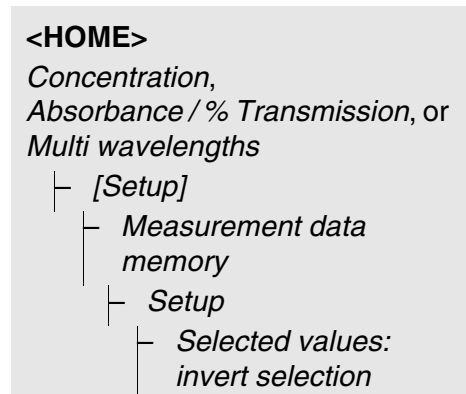 <HOME>
Concentration,
Absorbance / % Transmission, or
Multi wavelengths
[Setup]
Measurement data
memory
Setup
Selected values:
invert selection